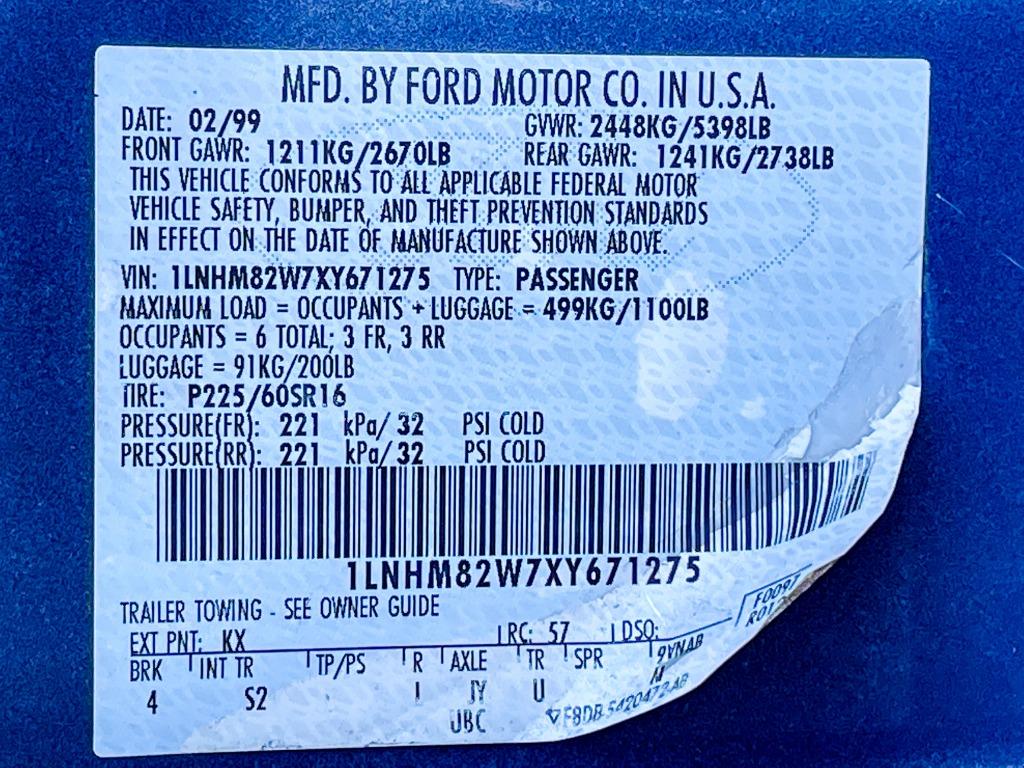 MFD. BY FORD MOTOR CO. IN U.S.A.
DATE: 02/99 GVWR: 2448KG/5398LB
FRONT GAWR: 1211KG/2670LB REAR GAWR: 1241KG/2738LB
THIS VEHICLE CONFORMS TO ALL APPLICABLE FEDERAL MOTOR
VEHICLE SAFETY, BUMPER, AND THEFT PREVENTION STANDARDS
IN EFFECT ON THE DATE OF MANUFACTURE SHOWN ABOVE.
VIN: 1LNHM82W7XY671275 TYPE: PASSENGER
MAXIMUM LOAD = OCCUPANTS + LUGGAGE = 499KG/1100LB
OCCUPANTS = 6 TOTAL; 3 FR, 3 RR
LUGGAGE = 91KG/200LB
TIRE: P225/60SR16
PRESSURE(FR): 221 kPa/ 32 PSI COLD
PRESSURE(RR): 221 kPa/ 32 PSI COLD
1LNHM82W7XY671275
TRAILER TOWING - SEE OWNER GUIDE
F0097
EXT PNT: KX RC: 57 DSO:
BRK INT TR TP/PS R AXLE TR SPR 9VNAB
4 S2 I JY U
UBC F8DB-5420472-AB